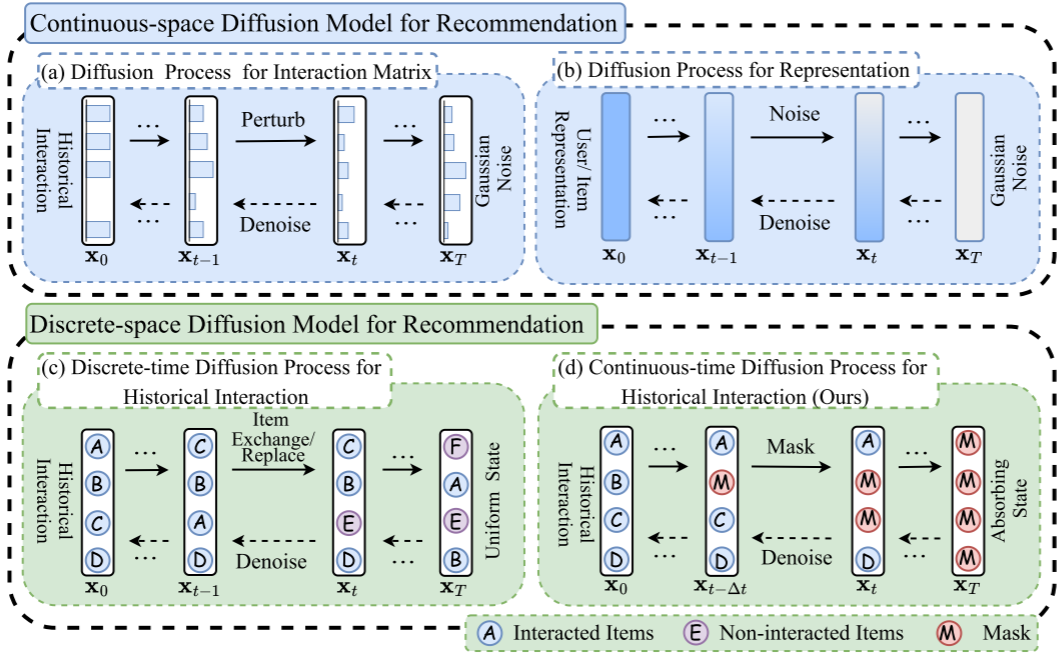 Continuous-space Diffusion Model for Recommendation
(a) Diffusion Process for Interaction Matrix
Historical
Interaction
...
Perturb
...
...
Denoise
...
Gaussian
Noise
x0
xt−1
xt
xT
(b) Diffusion Process for Representation
User/ Item
Representation
...
Noise
...
...
Denoise
...
Gaussian
Noise
x0
xt−1
xt
xT
Discrete-space Diffusion Model for Recommendation
(c) Discrete-time Diffusion Process for
Historical Interaction
Historical
Interaction
A
B
C
D
...
...
C
B
A
D
Item
Exchange/
Replace
Denoise
C
B
E
D
...
...
F
A
E
B
Uniform State
x0
xt−1
xt
xT
(d) Continuous-time Diffusion Process for
Historical Interaction (Ours)
Historical
Interaction
A
B
C
D
...
...
A
M
C
D
Mask
Denoise
A
M
M
D
...
...
M
M
M
M
Absorbing
State
x0
xt−Δt
xt
xT
A Interacted Items E Non-interacted Items M Mask